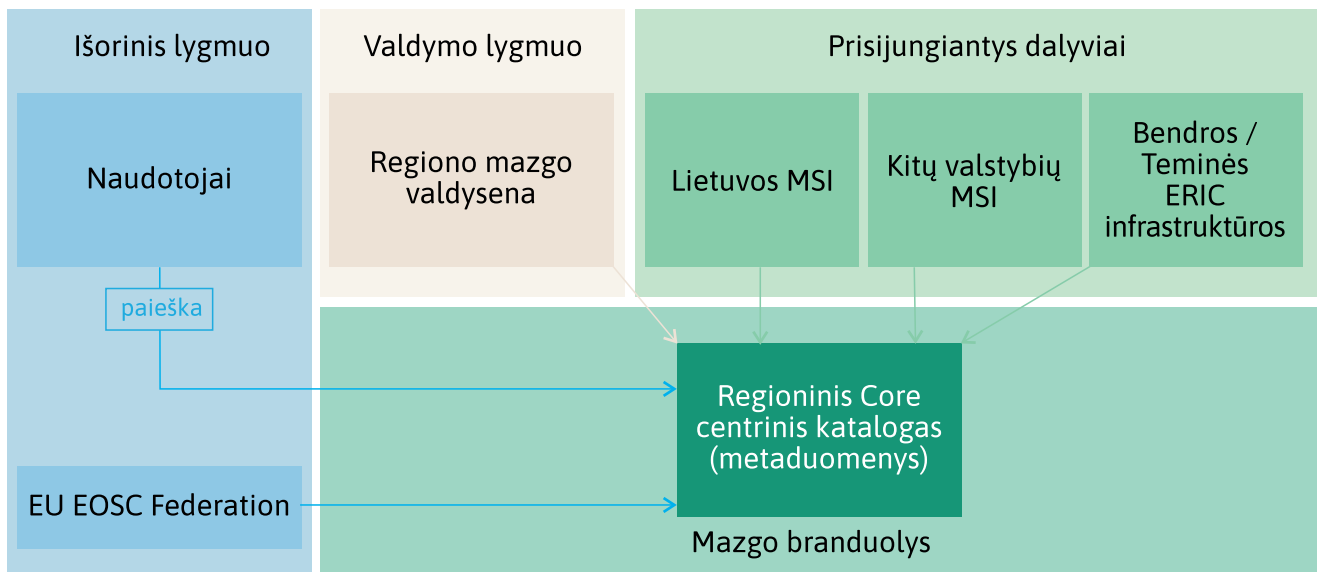 Išorinis lygmuo
Naudotojai
paieška
EU EOSC Federation
Valdymo lygmuo
Regiono mazgo
valdysena
Prisijungiantys dalyviai
Lietuvos MSI
Kitų valstybių
MSI
Bendros /
Teminės
ERIC
infrastruktūros
Regioninis Core
centrinis katalogas
(metaduomenys)
Mazgo branduolys